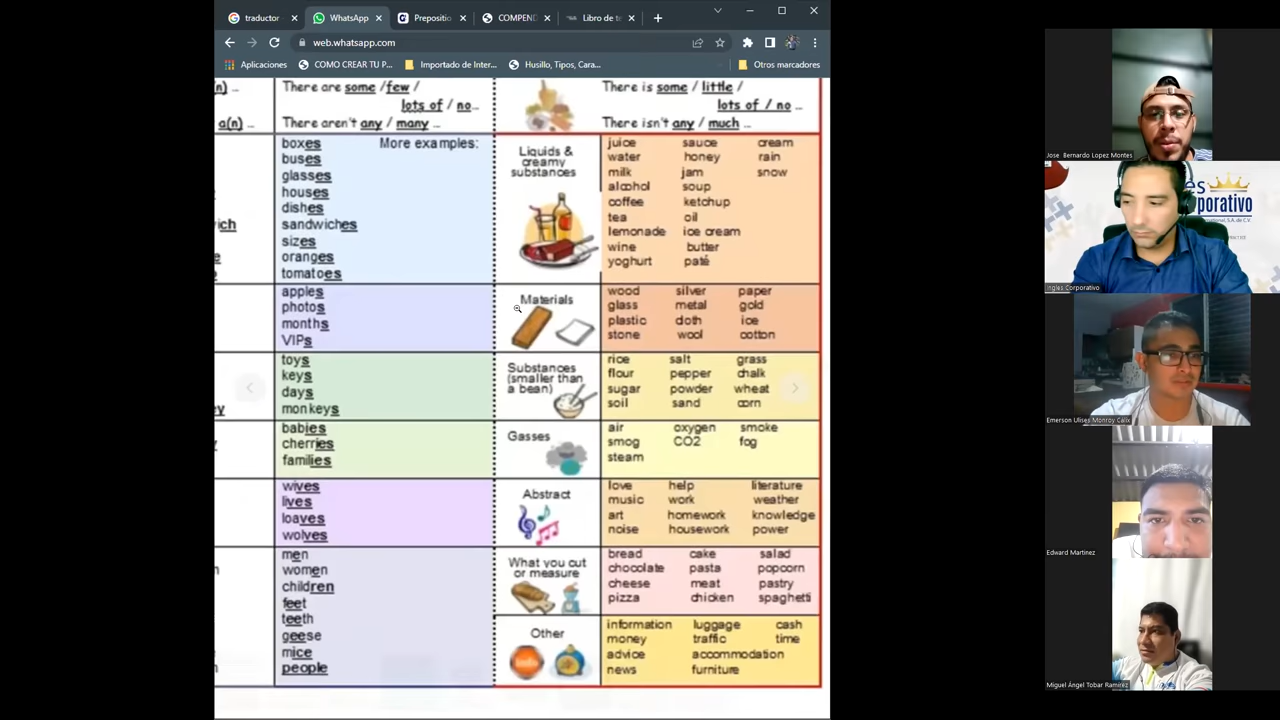 traductor
WhatsApp
Prepositio
COMPEND
Libro de te
web.whatsapp.com
Aplicaciones
COMO CREAR TU P...
Importado de Inter...
Husillo, Tipos, Cara...
Otros marcadores
(n) ...
a(n) ...
There are some / few /
lots of / no...
There aren't any / many ...
There is some / little /
lots of / no ...
There isn't any / much ...
boxes
More examples:
buses
glasses
houses
dishes
sandwiches
sizes
oranges
tomatoes
apples
photos
months
VIPs
toys
keys
days
monkeys
babies
cherries
families
wives
lives
loaves
wolves
men
women
children
feet
teeth
geese
mice
people
Liquids &
creamy
substances
juice sauce cream
water honey rain
milk jam snow
alcohol soup
coffee ketchup
tea oil
lemonade ice cream
wine butter
yoghurt paté
Materials
wood silver paper
glass metal gold
plastic cloth ice
stone wool cotton
Substances
(smaller than
a bean)
rice salt grass
flour pepper chalk
sugar powder wheat
soil sand corn
Gasses
air oxygen smoke
smog CO2 fog
steam
Abstract
love help literature
music work weather
art homework knowledge
noise housework power
What you cut
or measure
bread cake salad
chocolate pasta popcorn
cheese meat pastry
pizza chicken spaghetti
Other
information luggage cash
money traffic time
advice accommodation
news furniture
Jose Bernardo Lopez Montes
es
rporativo
Ingles Corporativo
Emerson Ulises Monroy Cálix
Edward Martinez
Miguel Ángel Tobar Ramírez